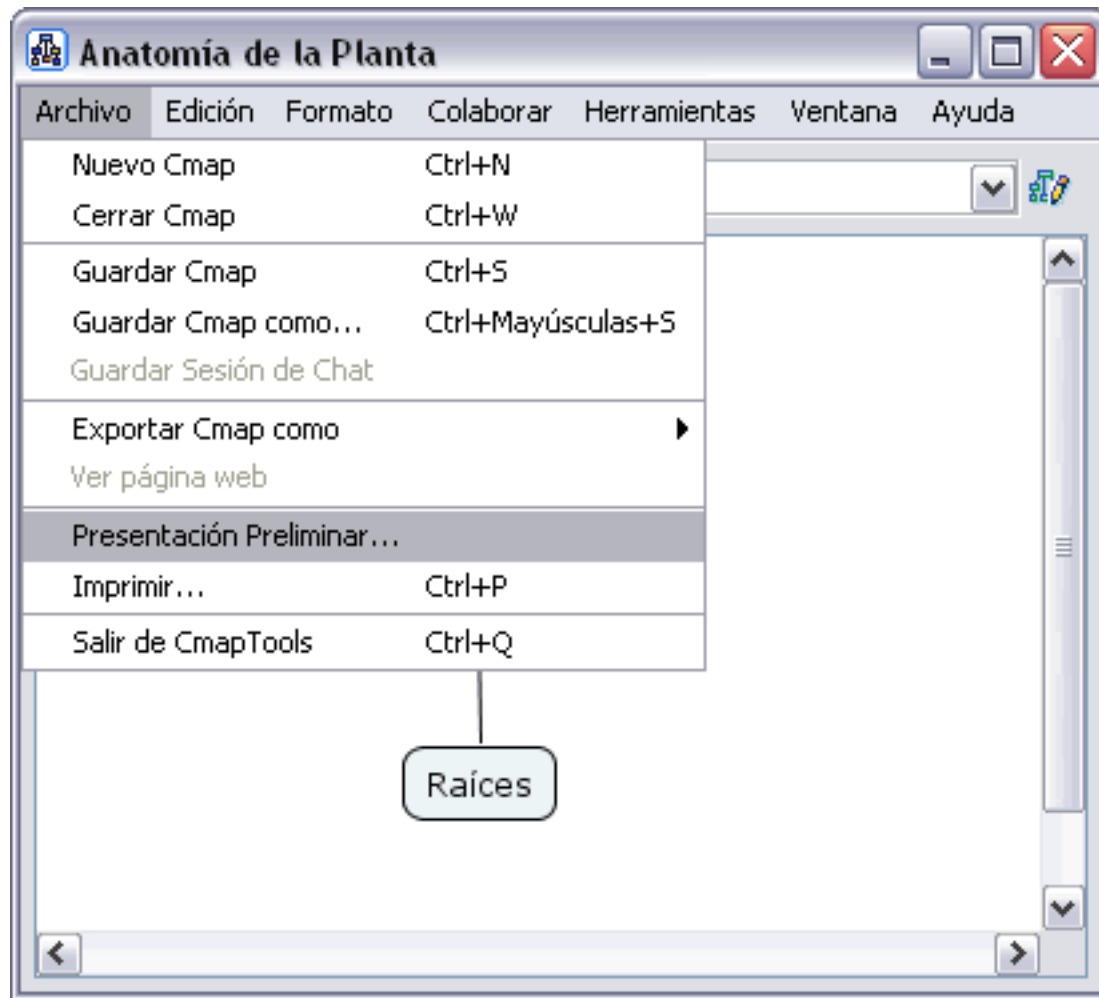 Anatomía de la Planta
Archivo Edición Formato Colaborar Herramientas Ventana Ayuda
Nuevo Cmap Ctrl+N
Cerrar Cmap Ctrl+W
Guardar Cmap Ctrl+S
Guardar Cmap como... Ctrl+Mayúsculas+S
Guardar Sesión de Chat
Exportar Cmap como
Ver página web
Presentación Preliminar...
Imprimir... Ctrl+P
Salir de CmapTools Ctrl+Q
Raíces